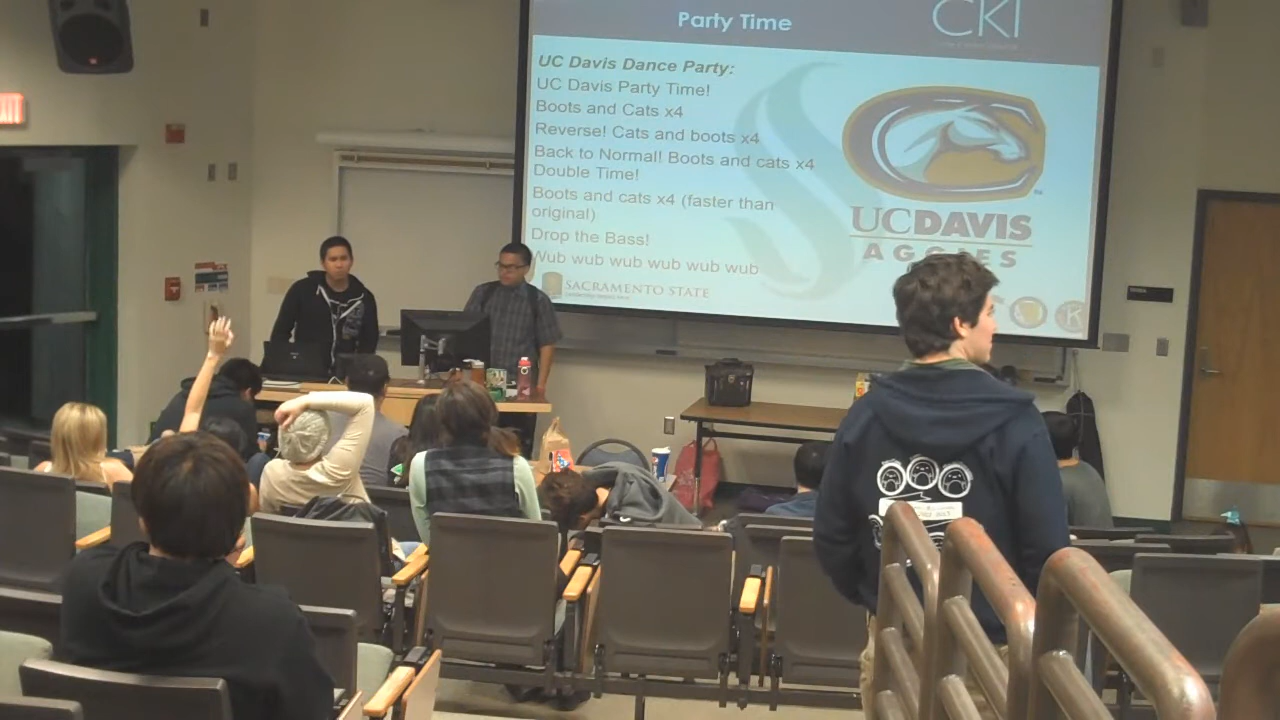 Party Time
CKI
UC Davis Dance Party:
UC Davis Party Time!
Boots and Cats x4
Reverse! Cats and boots x4
Back to Normal! Boots and cats x4
Double Time!
Boots and cats x4 (faster than
original)
Drop the Bass!
Wub wub wub wub wub wub
UCDAVIS
AGGIES
SACRAMENTO STATE